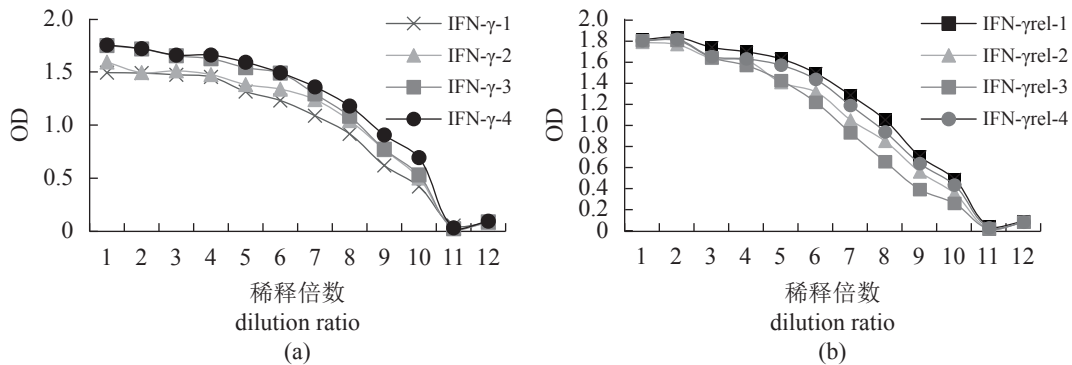 2.0
1.5
1.0
0.5
0
OD
1 2 3 4 5 6 7 8 9 10 11 12
稀释倍数
dilution ratio
(a)
IFN-γ-1
IFN-γ-2
IFN-γ-3
IFN-γ-4
2.0
1.8
1.6
1.4
1.2
1.0
0.8
0.6
0.4
0.2
0
OD
1 2 3 4 5 6 7 8 9 10 11 12
稀释倍数
dilution ratio
(b)
IFN-γrel-1
IFN-γrel-2
IFN-γrel-3
IFN-γrel-4